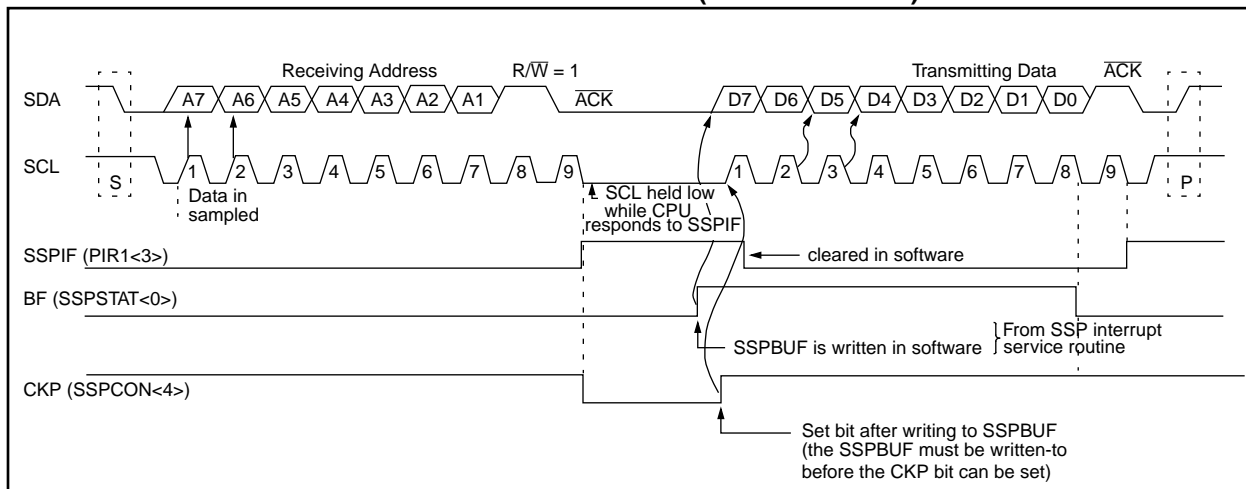 Receiving Address R/W = 1 Transmitting Data ACK
SDA A7 A6 A5 A4 A3 A2 A1 ACK D7 D6 D5 D4 D3 D2 D1 D0
SCL 1 2 3 4 5 6 7 8 9 1 2 3 4 5 6 7 8 9
S P
Data in
sampled
SCL held low
while CPU
responds to SSPIF
SSPIF (PIR1<3>)
cleared in software
BF (SSPSTAT<0>)
SSPBUF is written in software
From SSP interrupt
service routine
CKP (SSPCON<4>)
Set bit after writing to SSPBUF
(the SSPBUF must be written-to
before the CKP bit can be set)